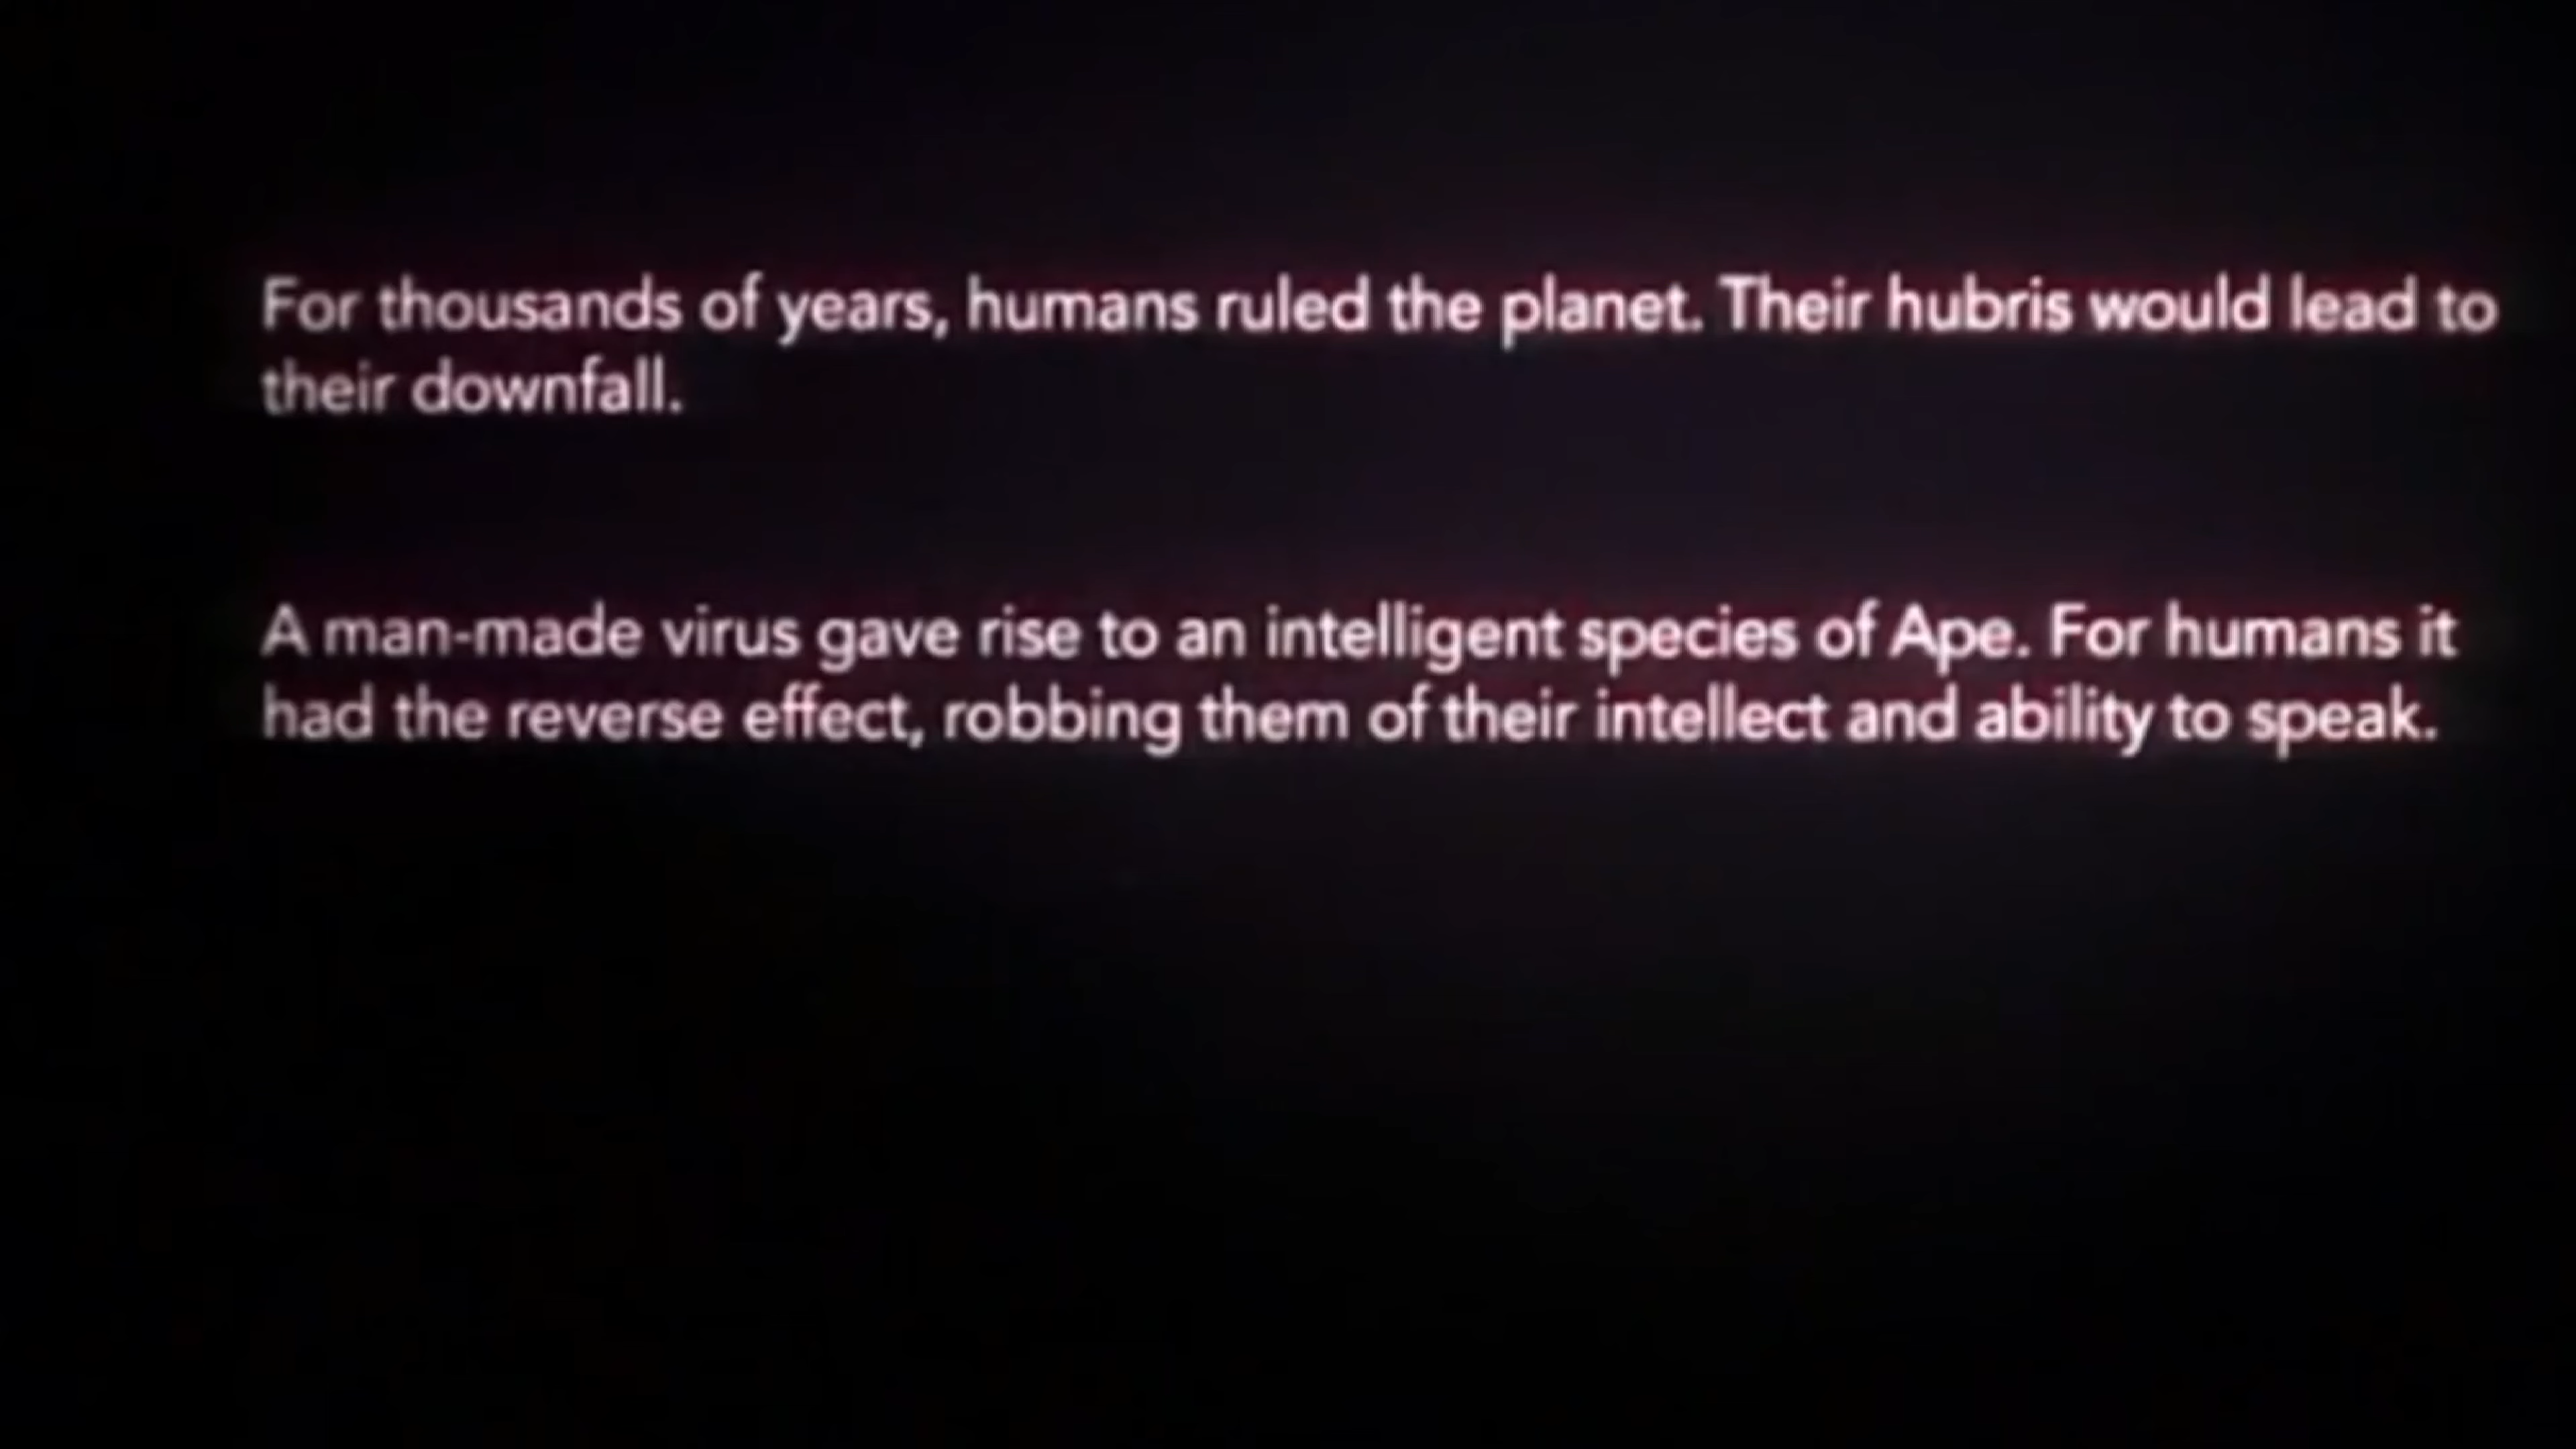 For thousands of years, humans ruled the planet. Their hubris would lead to
their downfall.
A man-made virus gave rise to an intelligent species of Ape. For humans it
had the reverse effect, robbing them of their intellect and ability to speak.